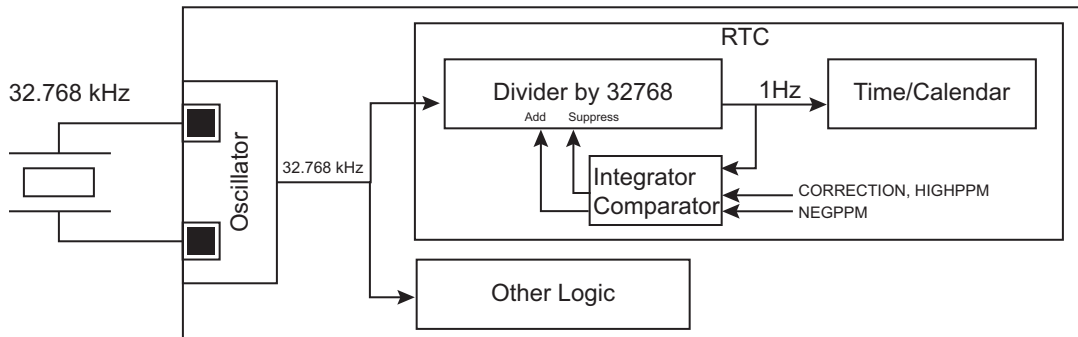 RTC
32.768 kHz
Divider by 32768
Add Suppress
1Hz
Time/Calendar
Oscillator
32.768 kHz
Integrator
Comparator
CORRECTION, HIGHPPM
NEGPPM
Other Logic